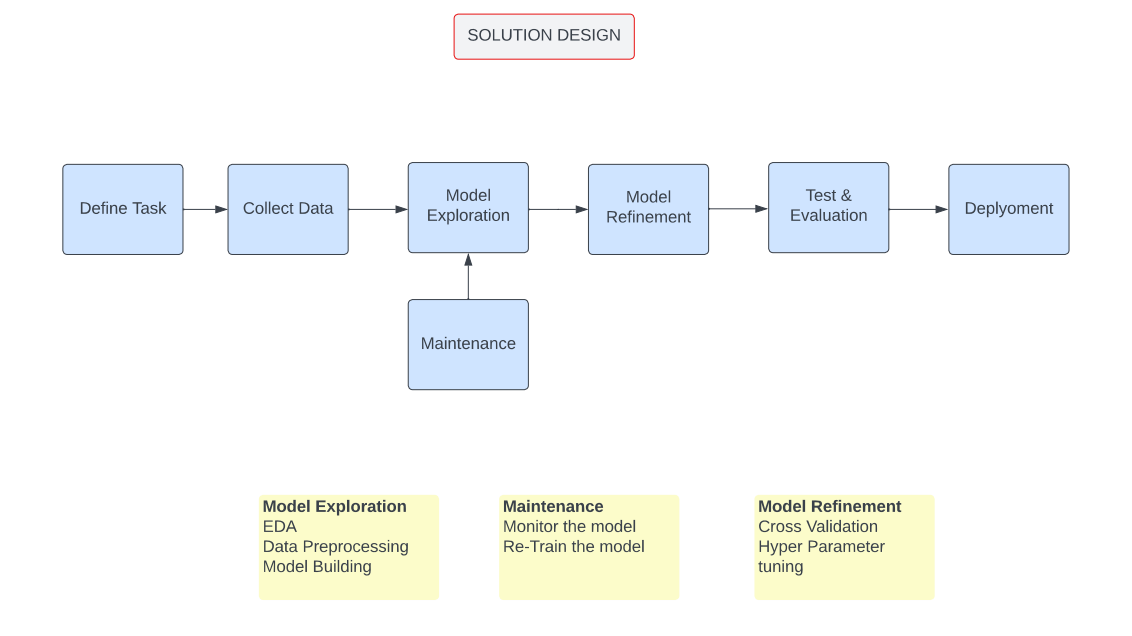 SOLUTION DESIGN
Define Task
Collect Data
Model
Exploration
Model
Refinement
Test &
Evaluation
Deplyoment
Maintenance
Model Exploration
EDA
Data Preprocessing
Model Building
Maintenance
Monitor the model
Re-Train the model
Model Refinement
Cross Validation
Hyper Parameter
tuning